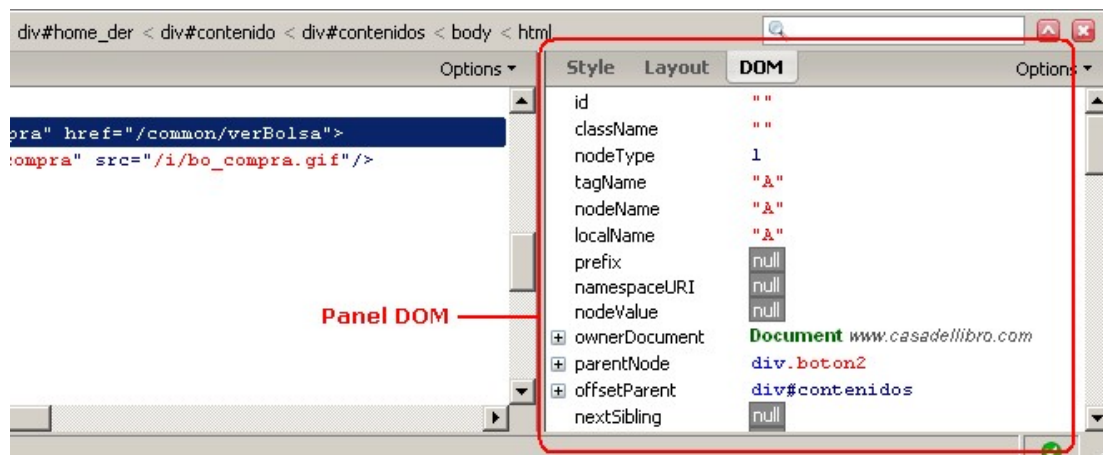 div#home_der < div#contenido < div#contenidos < body < html
Options
Style Layout DOM Options
pra" href="/common/verBolsa">
compra" src="/i/bo_compra.gif"/>
id ""
className ""
nodeType 1
tagName "A"
nodeName "A"
localName "A"
prefix null
namespaceURI null
nodeValue null
Panel DOM
ownerDocument Document www.casadellibro.com
parentNode div.boton2
offsetParent div#contenidos
nextSibling null